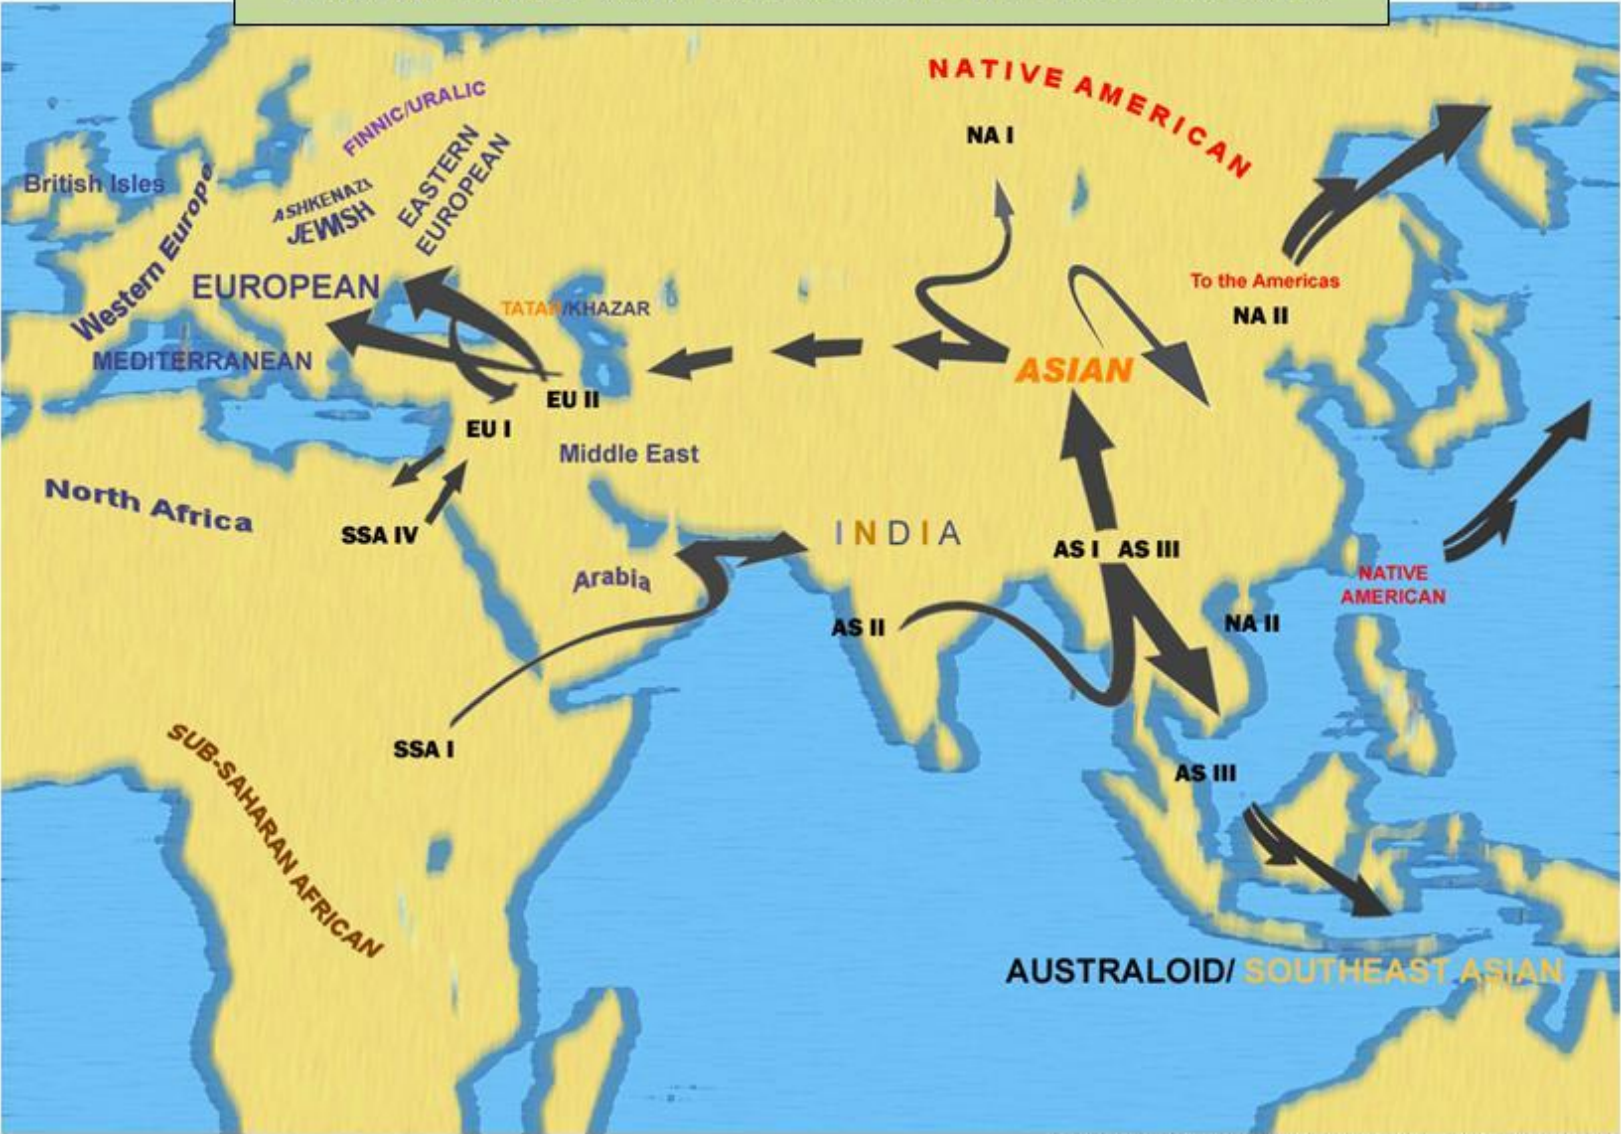 NATIVE AMERICAN
FINNIC/URALIC
NA I
EASTERN
EUROPEAN
British Isles
Western Europe
ASHKENAZI
JEWISH
EUROPEAN
To the Americas
TATAR/KHAZAR
NA II
MEDITERRANEAN
ASIAN
EU II
EU I
Middle East
North Africa
SSA IV
INDIA
AS I AS III
Arabia
NATIVE
AMERICAN
AS II
NA II
SSA I
SUB-SAHARAN AFRICAN
AS III
AUSTRALOID/ SOUTHEAST ASIAN